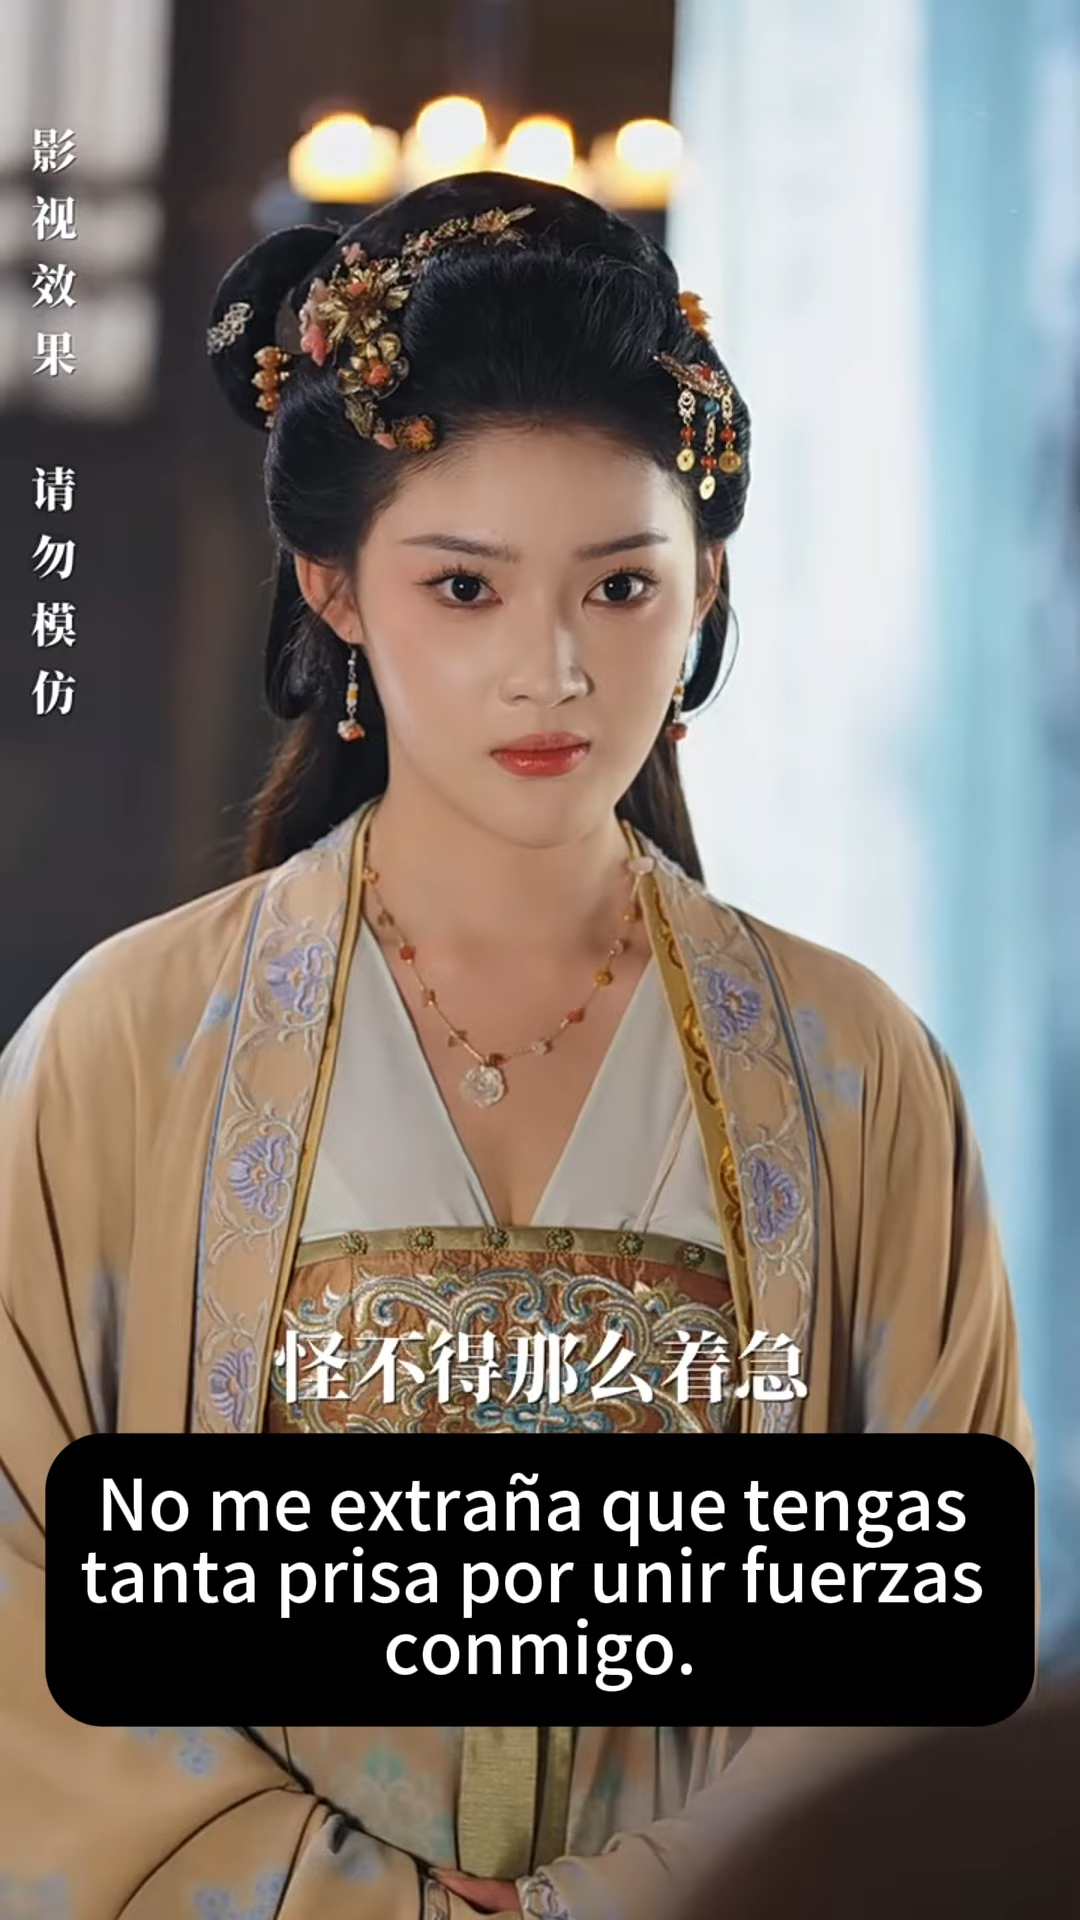 影视效果 请勿模仿
怪不得那么着急
No me extraña que tengas
tanta prisa por unir fuerzas
conmigo.